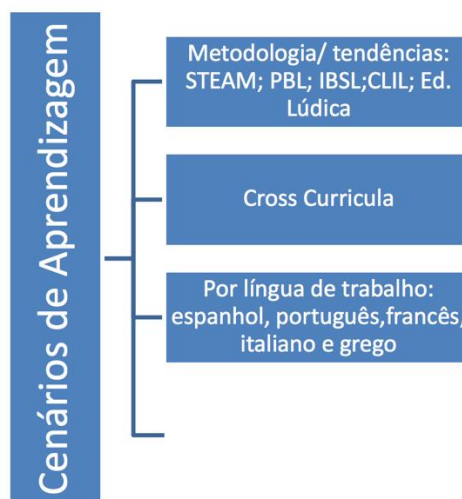 Cenários de Aprendizagem
Metodologia/ tendências:
STEAM; PBL; IBSL;CLIL; Ed.
Lúdica
Cross Curricula
Por língua de trabalho:
espanhol, português,francês,
italiano e grego